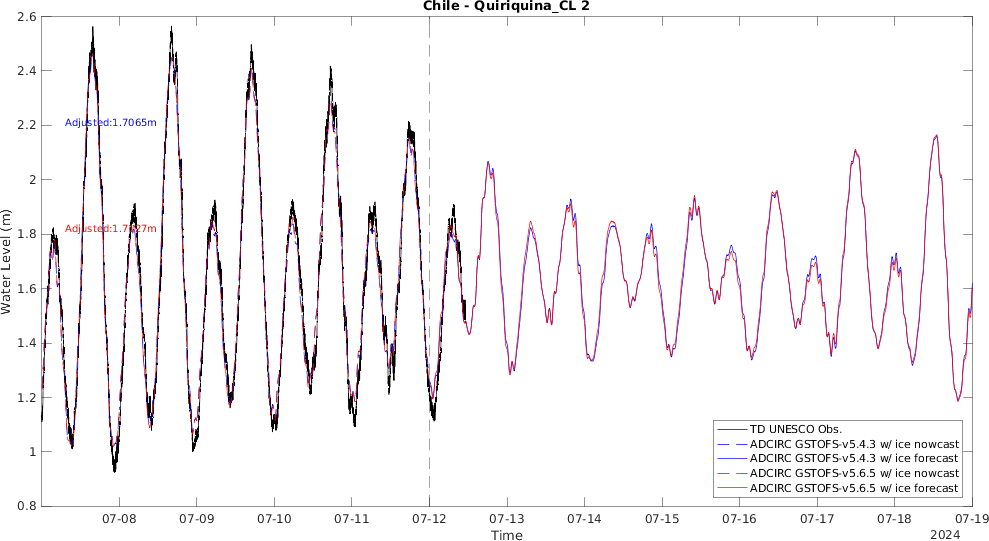 Chile - Quiriquina_CL 2
2.6
2.4
2.2
2
1.8
1.6
1.4
1.2
1
0.8
Water Level (m)
Adjusted:1.7065m
TD UNESCO Obs.
ADCIRC GSTOFS-v5.4.3 w/ ice nowcast
ADCIRC GSTOFS-v5.4.3 w/ ice forecast
ADCIRC GSTOFS-v5.6.5 w/ ice nowcast
ADCIRC GSTOFS-v5.6.5 w/ ice forecast
07-08
07-09
07-10
07-11
07-12
07-13
07-14
07-15
07-16
07-17
07-18
07-19
Time
2024